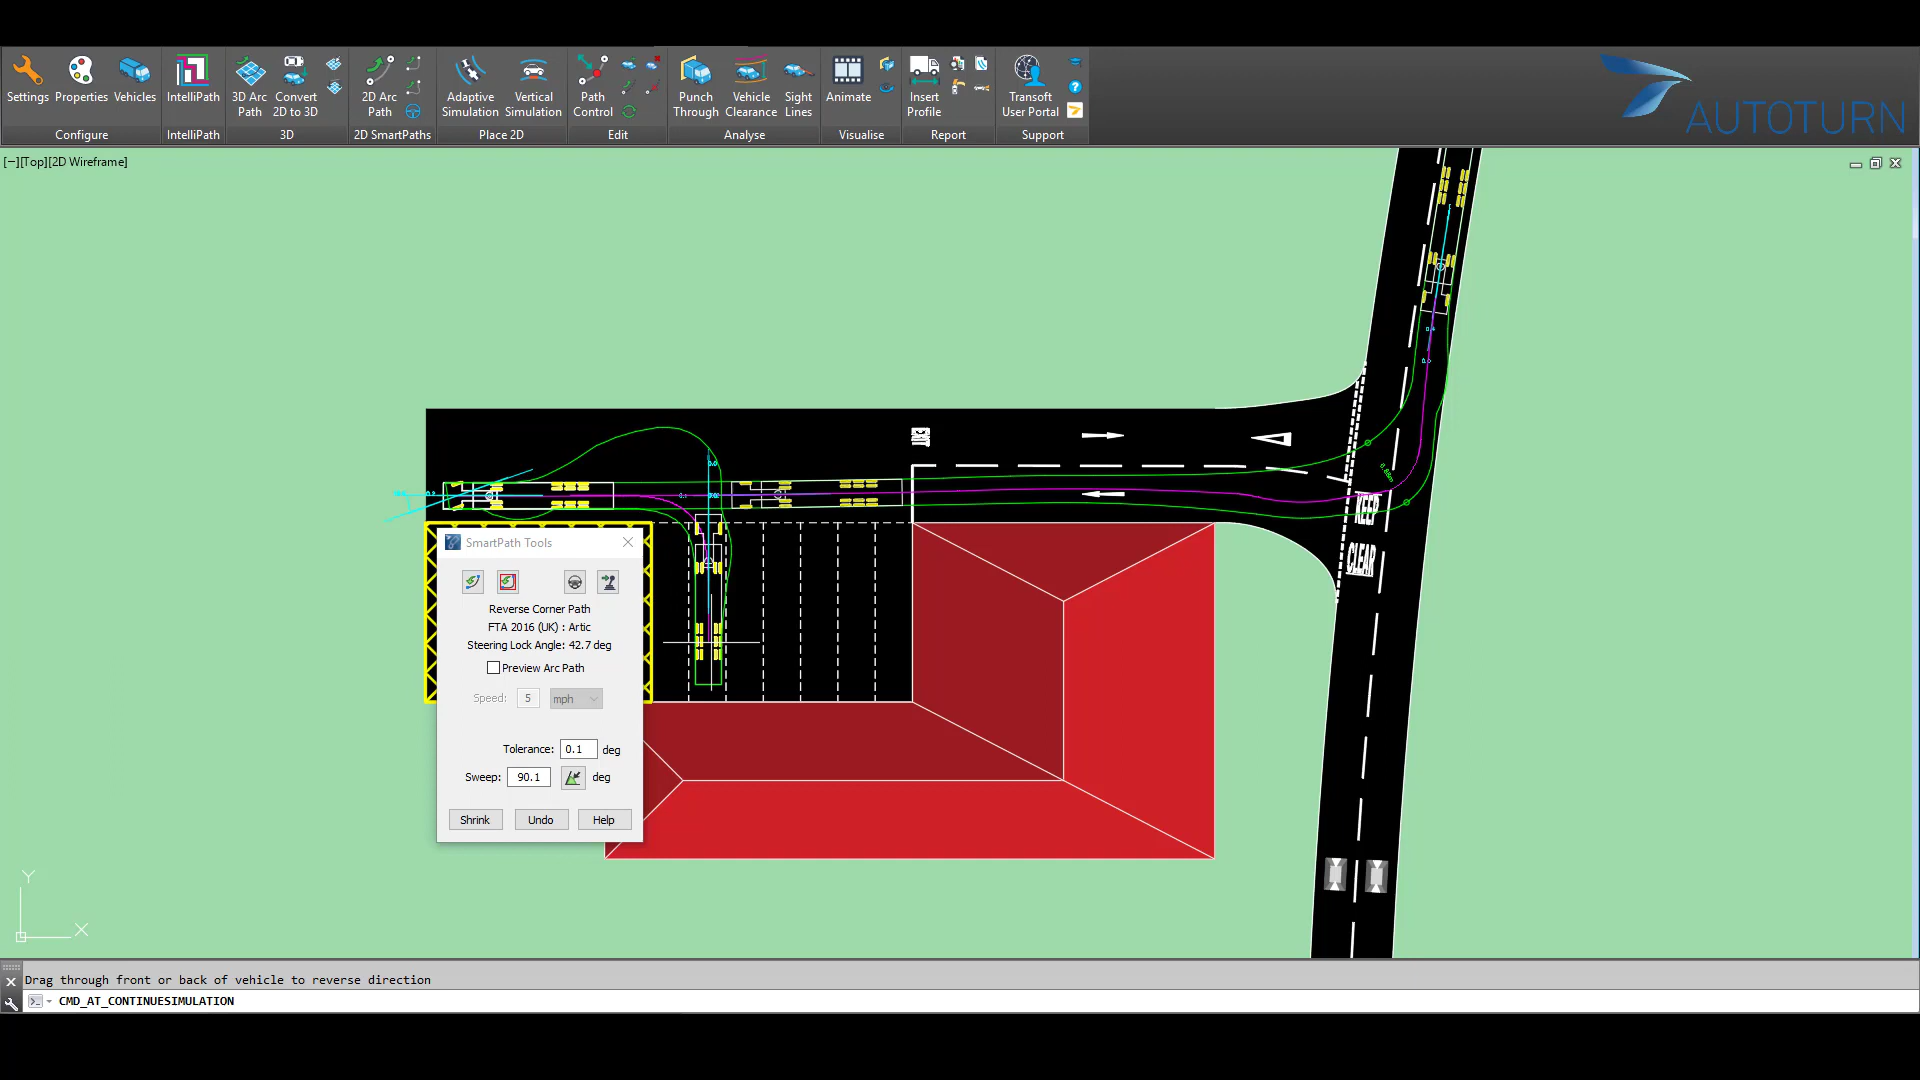 Settings Properties Vehicles
Configure
IntelliPath
IntelliPath
3D Arc Path
Convert 2D to 3D
3D
2D Arc Path
2D SmartPaths
Adaptive Simulation
Vertical Simulation
Place 2D
Path Control
Edit
Punch Through
Vehicle Clearance
Sight Lines
Analyse
Animate
Visualise
Insert Profile
Report
Transoft User Portal
Support
AUTOTURN
[−][Top][2D Wireframe]
EXIT
KEEP
CLEAR
SmartPath Tools
Reverse Corner Path
FTA 2016 (UK) : Artic
Steering Lock Angle: 42.7 deg
Preview Arc Path
Speed: 5 mph
Tolerance: 0.1 deg
Sweep: 90.1 deg
Shrink Undo Help
Y
X
Drag through front or back of vehicle to reverse direction
CMD_AT_CONTINUESIMULATION